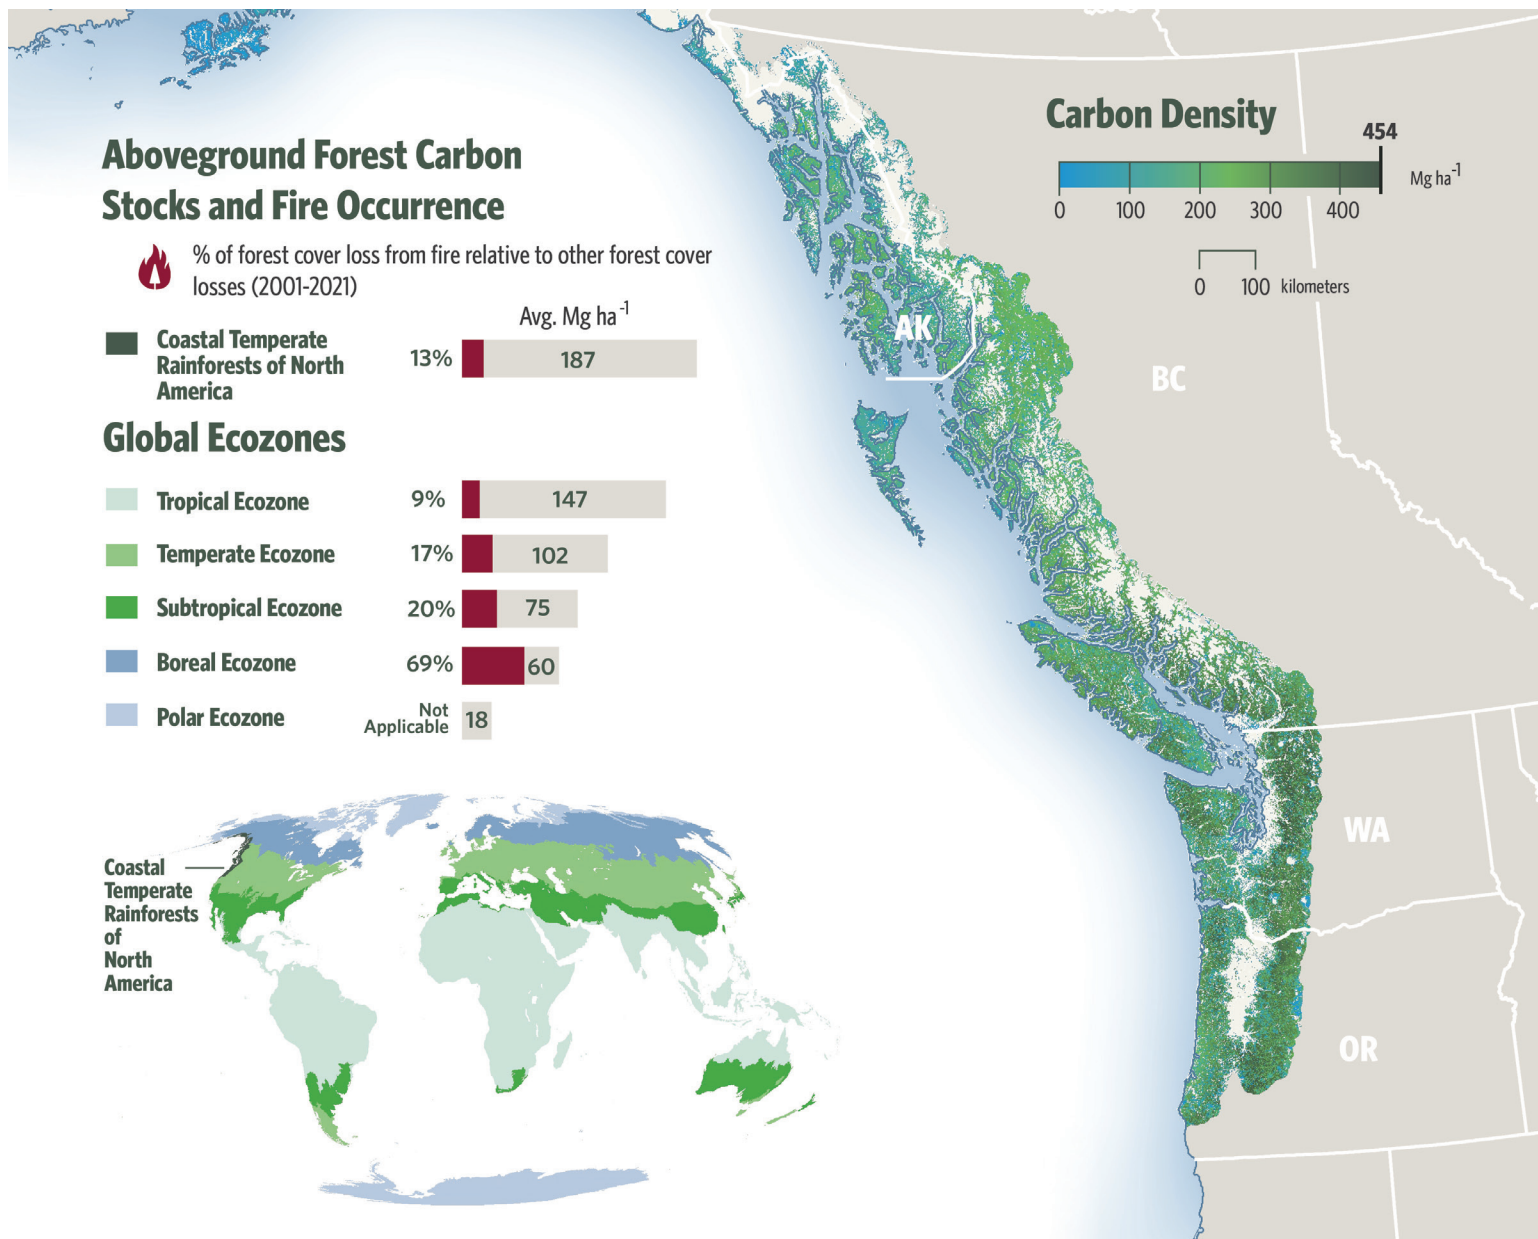 Aboveground Forest Carbon
Stocks and Fire Occurrence
% of forest cover loss from fire relative to other forest cover
losses (2001-2021)
Avg. Mg ha⁻¹
Coastal Temperate
Rainforests of North
America
13%
187
Global Ecozones
Tropical Ecozone
9%
147
Temperate Ecozone
17%
102
Subtropical Ecozone
20%
75
Boreal Ecozone
69%
60
Polar Ecozone
Not
Applicable
18
Coastal
Temperate
Rainforests
of
North
America
Carbon Density
454
Mg ha⁻¹
0 100 200 300 400
0 100 kilometers
AK
BC
WA
OR